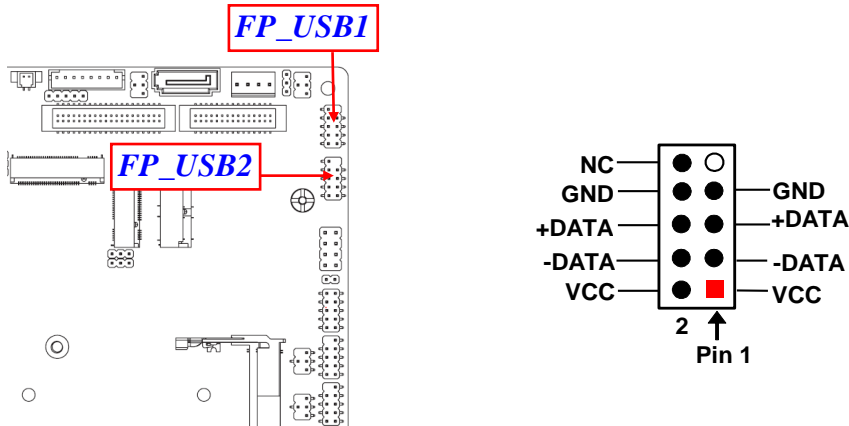 FP_USB1
FP_USB2
NC
GND GND
+DATA +DATA
-DATA -DATA
VCC VCC
2
Pin 1